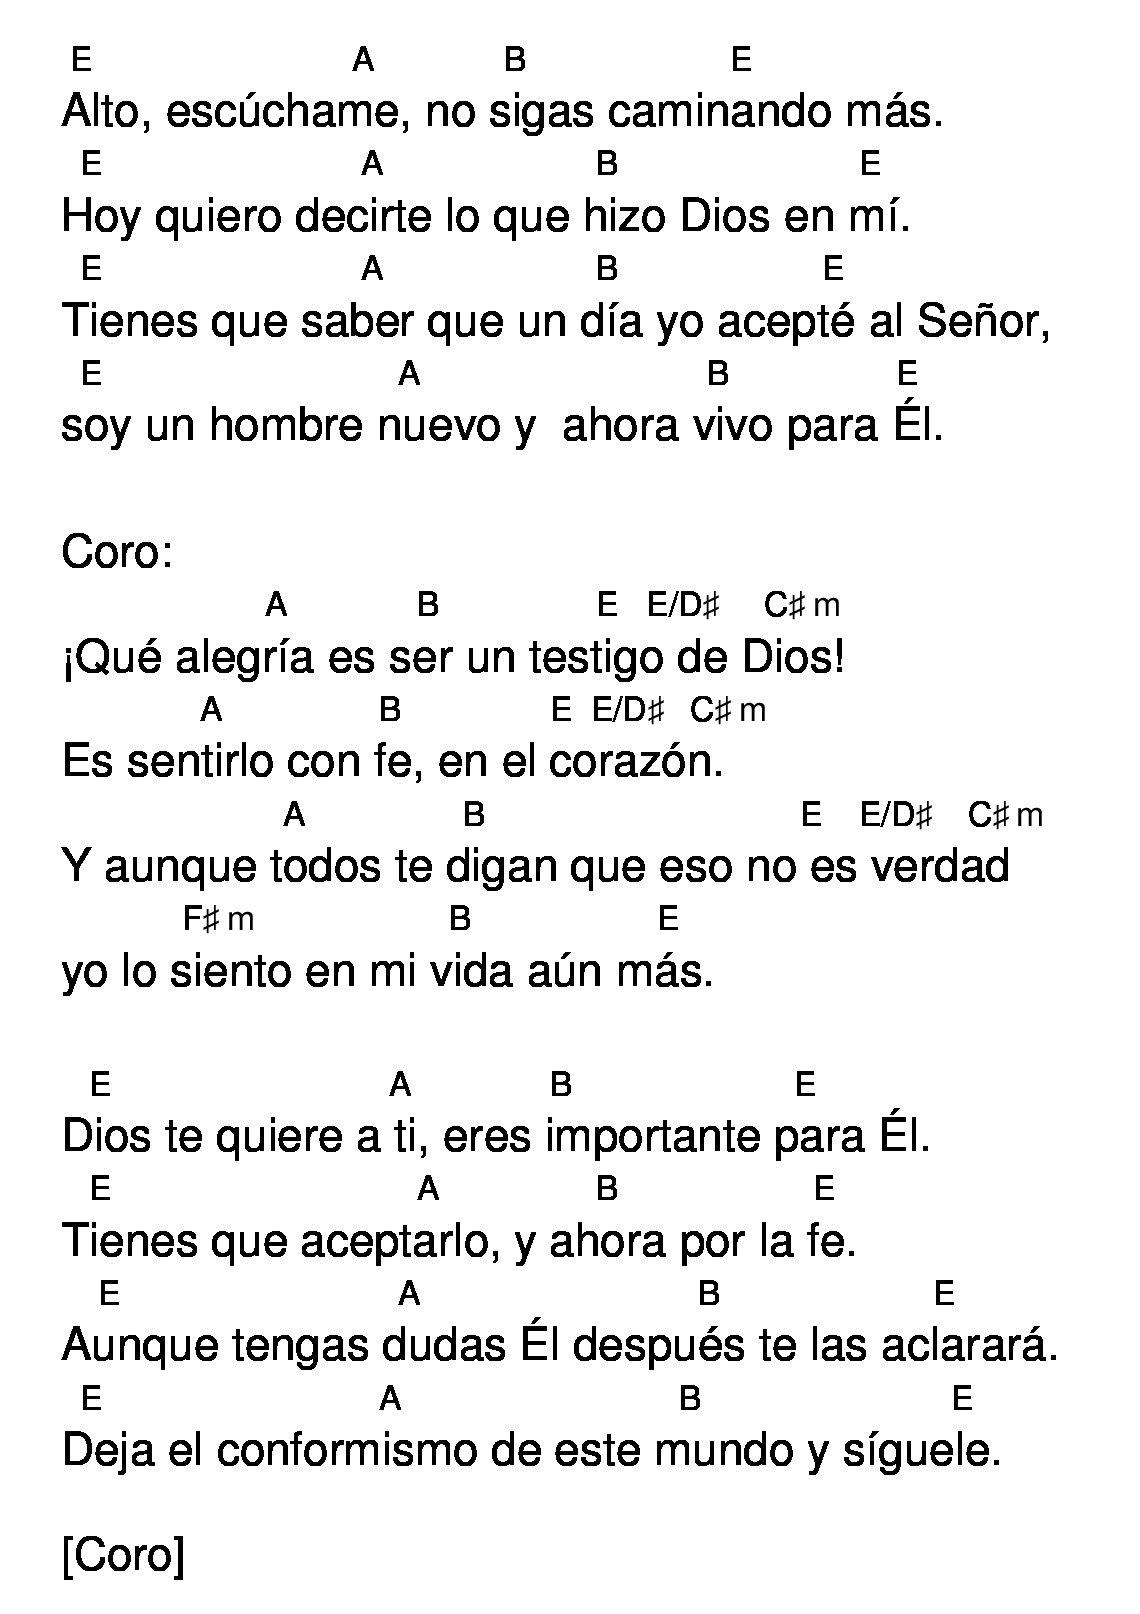 E A B E
Alto, escúchame, no sigas caminando más.
E A B E
Hoy quiero decirte lo que hizo Dios en mí.
E A B E
Tienes que saber que un día yo acepté al Señor,
E A B E
soy un hombre nuevo y  ahora vivo para Él.
Coro:
A B E E/D♯ C♯m
¡Qué alegría es ser un testigo de Dios!
A B E E/D♯ C♯m
Es sentirlo con fe, en el corazón.
A B E E/D♯ C♯m
Y aunque todos te digan que eso no es verdad
F♯m B E
yo lo siento en mi vida aún más.
E A B E
Dios te quiere a ti, eres importante para Él.
E A B E
Tienes que aceptarlo, y ahora por la fe.
E A B E
Aunque tengas dudas Él después te las aclarará.
E A B E
Deja el conformismo de este mundo y síguele.
[Coro]